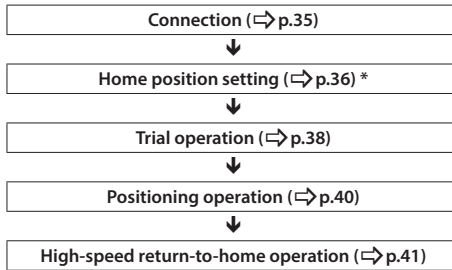 Connection (⇨ p.35)
Home position setting (⇨ p.36) *
Trial operation (⇨ p.38)
Positioning operation (⇨ p.40)
High-speed return-to-home operation (⇨ p.41)